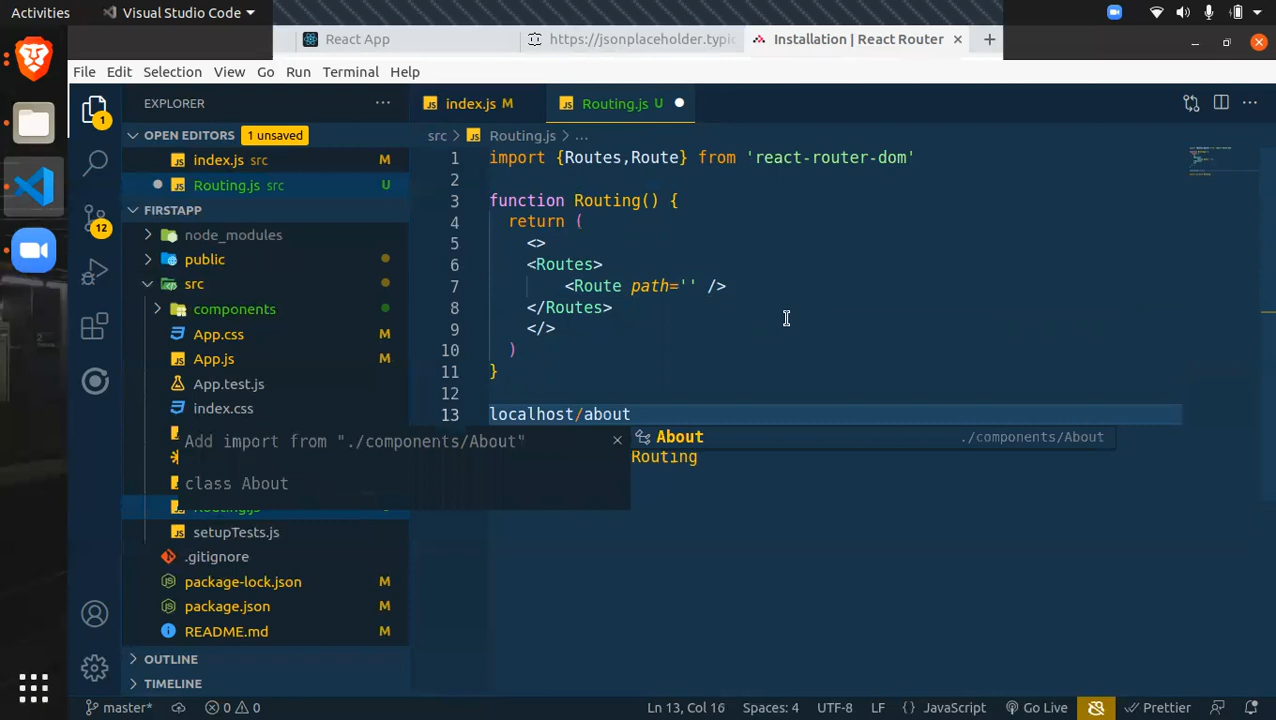 Activities
Visual Studio Code
React App
https://jsonplaceholder.typic
Installation | React Router
File Edit Selection View Go Run Terminal Help
EXPLORER
OPEN EDITORS 1 unsaved
index.js src M
Routing.js src U
FIRSTAPP
node_modules
public
src
components
App.css
App.js M
App.test.js
index.css
setupTests.js
.gitignore
package-lock.json M
package.json M
README.md M
OUTLINE
TIMELINE
1
12
index.js M
Routing.js U
src > Routing.js > ...
1 import {Routes,Route} from 'react-router-dom'
2
3 function Routing() {
4 return (
5 <>
6 <Routes>
7 <Route path='' />
8 </Routes>
9 </>
10 )
11 }
12
13 localhost/about
Add import from "./components/About"
class About
About ./components/About
Routing
master* 0 0 Ln 13, Col 16 Spaces: 4 UTF-8 LF {} JavaScript Go Live Prettier